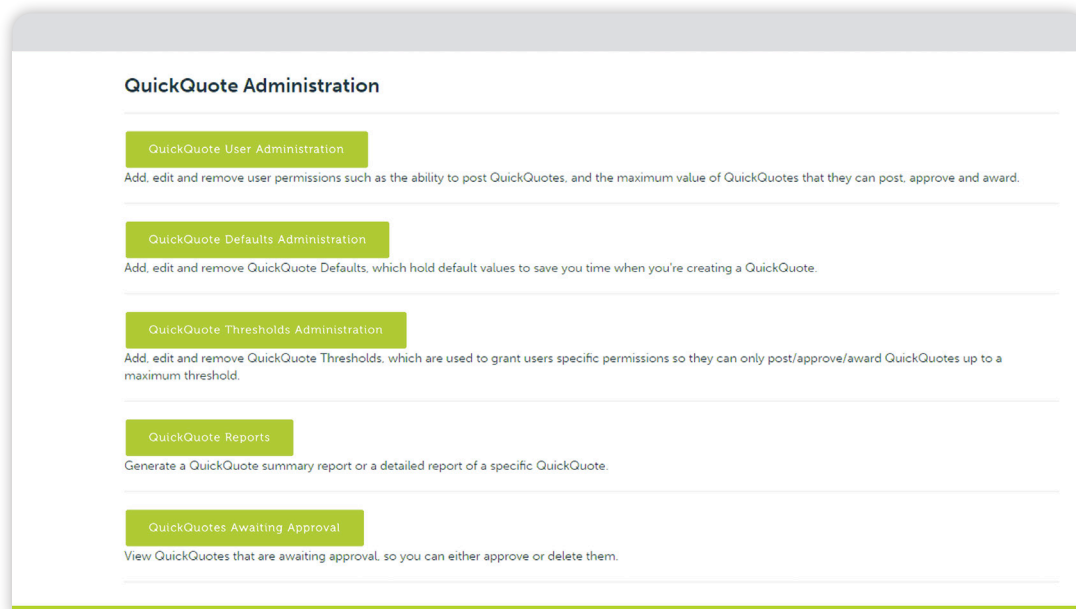 QuickQuote Administration
QuickQuote User Administration
Add, edit and remove user permissions such as the ability to post QuickQuotes, and the maximum value of QuickQuotes that they can post, approve and award.
QuickQuote Defaults Administration
Add, edit and remove QuickQuote Defaults, which hold default values to save you time when you're creating a QuickQuote.
QuickQuote Thresholds Administration
Add, edit and remove QuickQuote Thresholds, which are used to grant users specific permissions so they can only post/approve/award QuickQuotes up to a
maximum threshold.
QuickQuote Reports
Generate a QuickQuote summary report or a detailed report of a specific QuickQuote.
QuickQuotes Awaiting Approval
View QuickQuotes that are awaiting approval, so you can either approve or delete them.